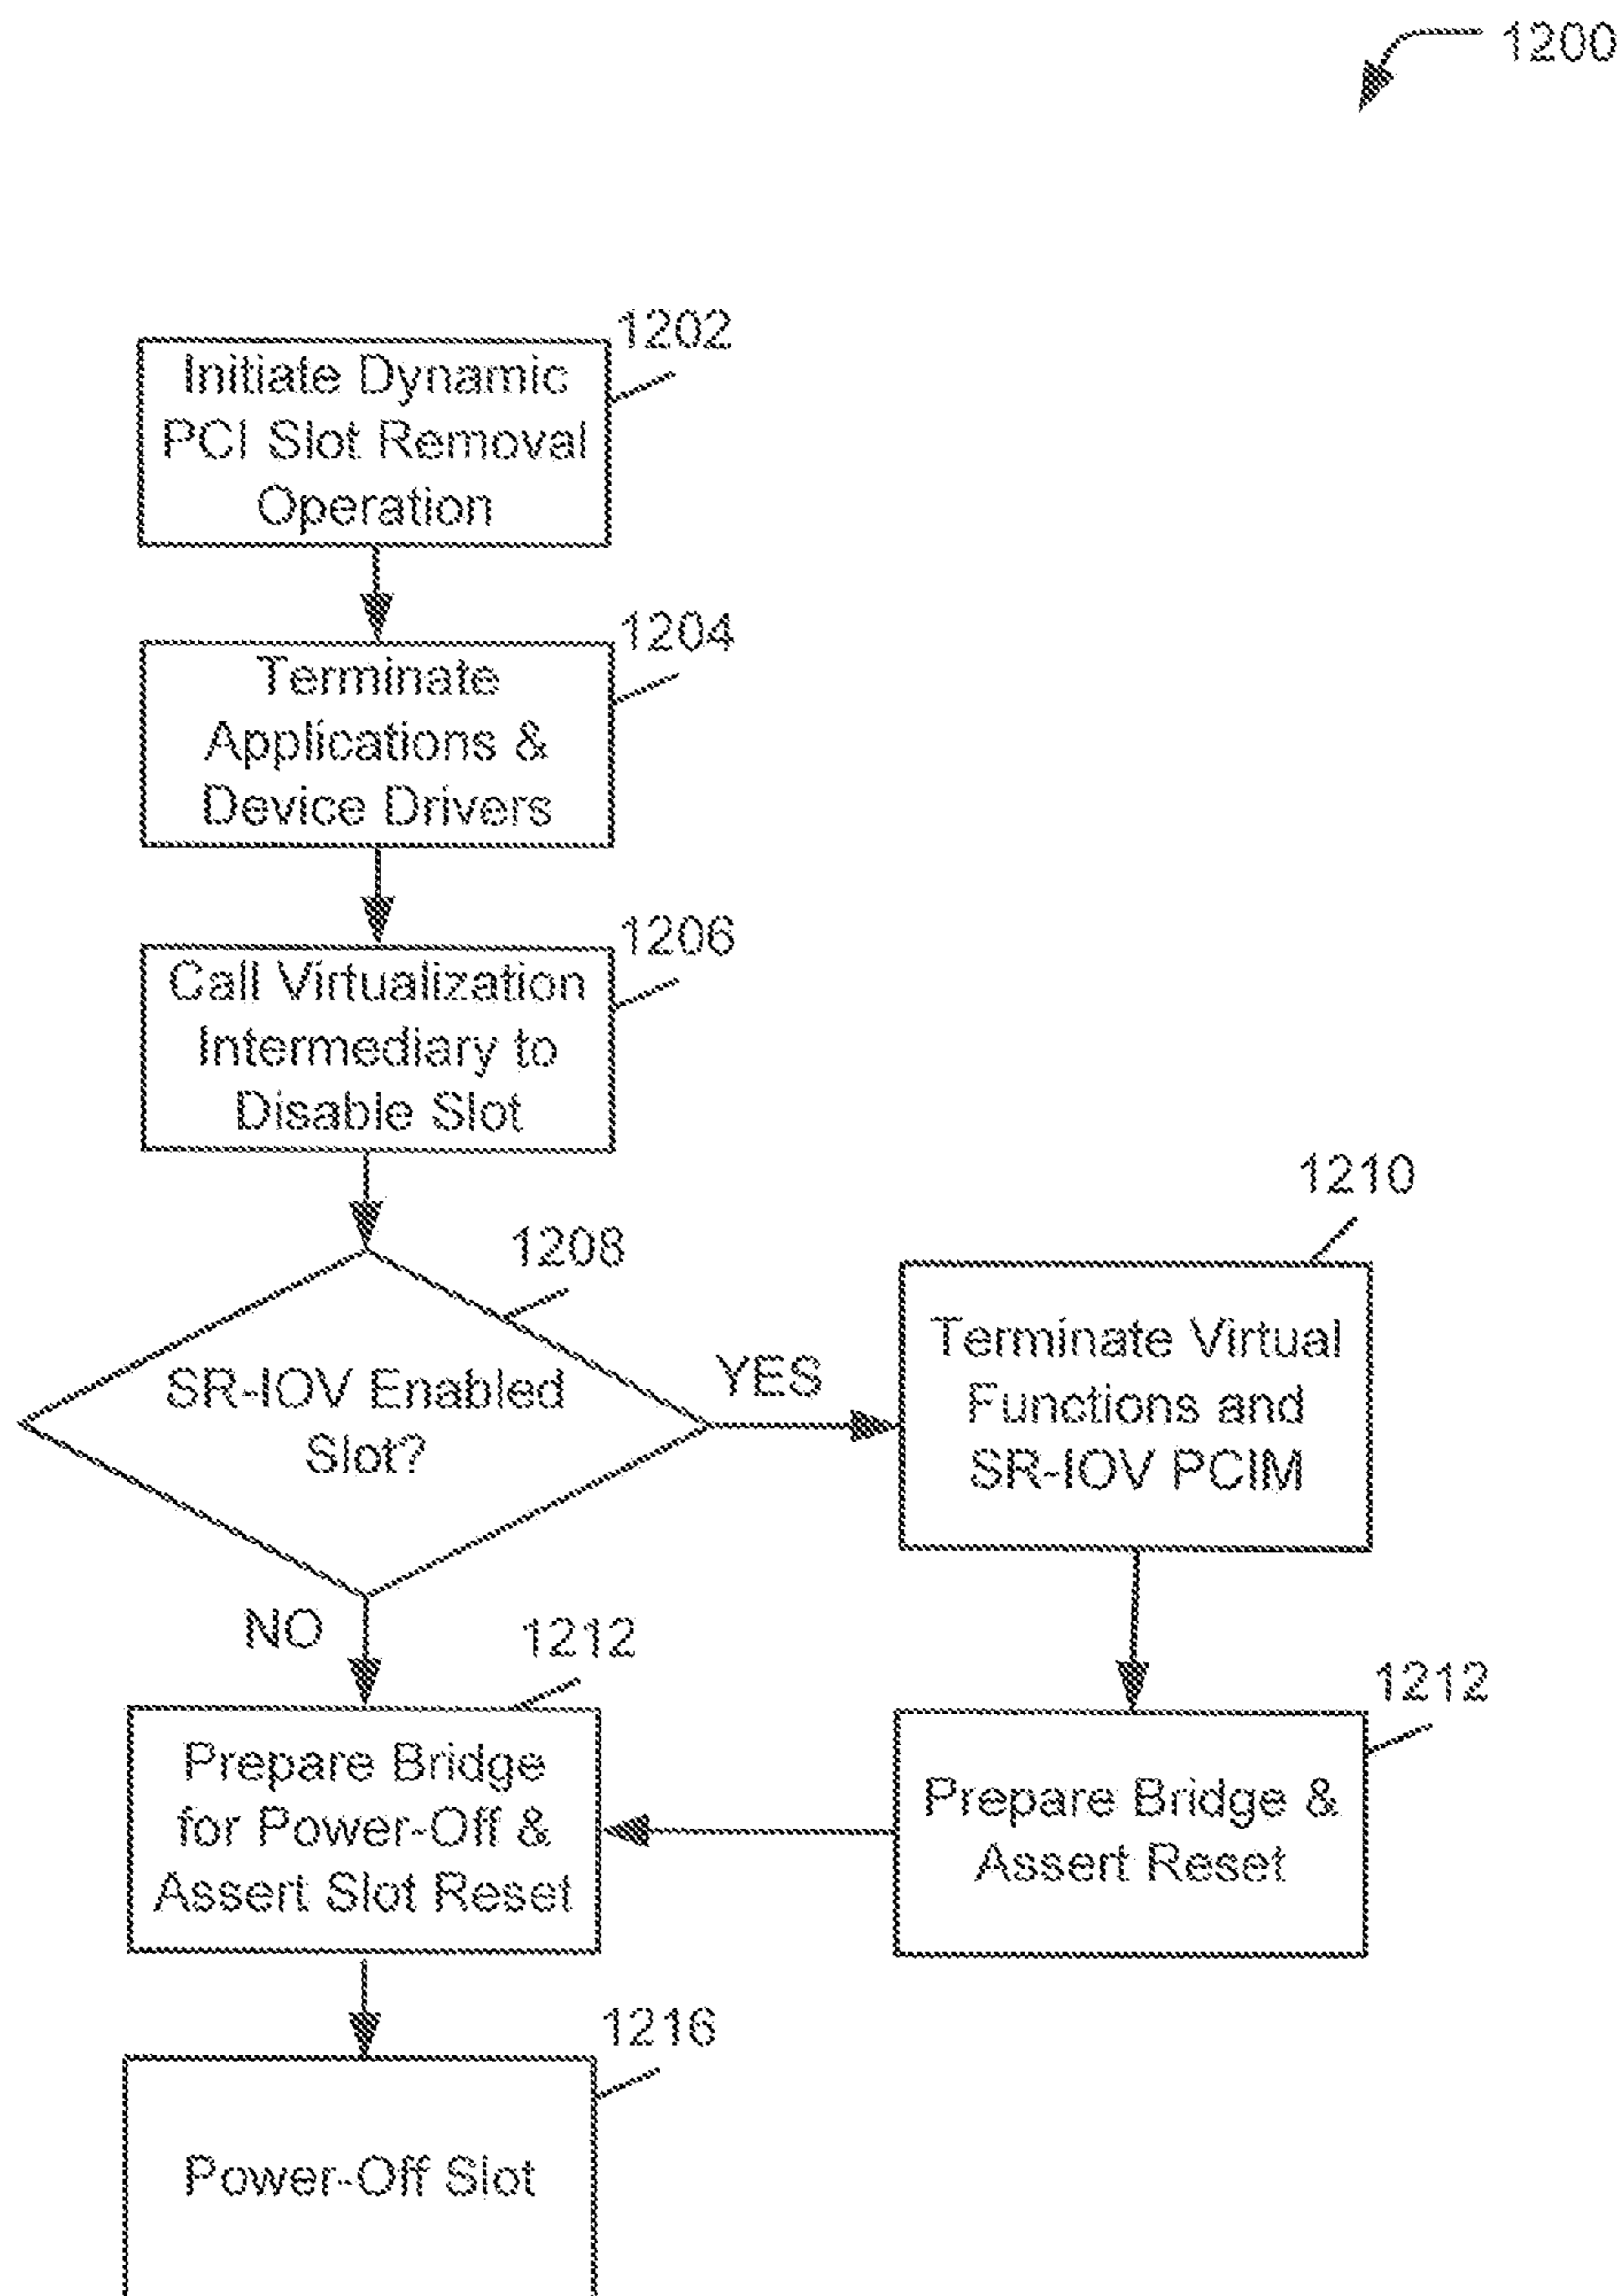 1200
1202
Initiate Dynamic
PCI Slot Removal
Operation
1204
Terminate
Applications &
Device Drivers
1206
Call Virtualization
Intermediary to
Disable Slot
1208
SR-IOV Enabled
Slot?
YES
NO
1210
Terminate Virtual
Functions and
SR-IOV PCIM
1212
Prepare Bridge &
Assert Reset
1212
Prepare Bridge
for Power-Off &
Assert Slot Reset
1216
Power-Off Slot